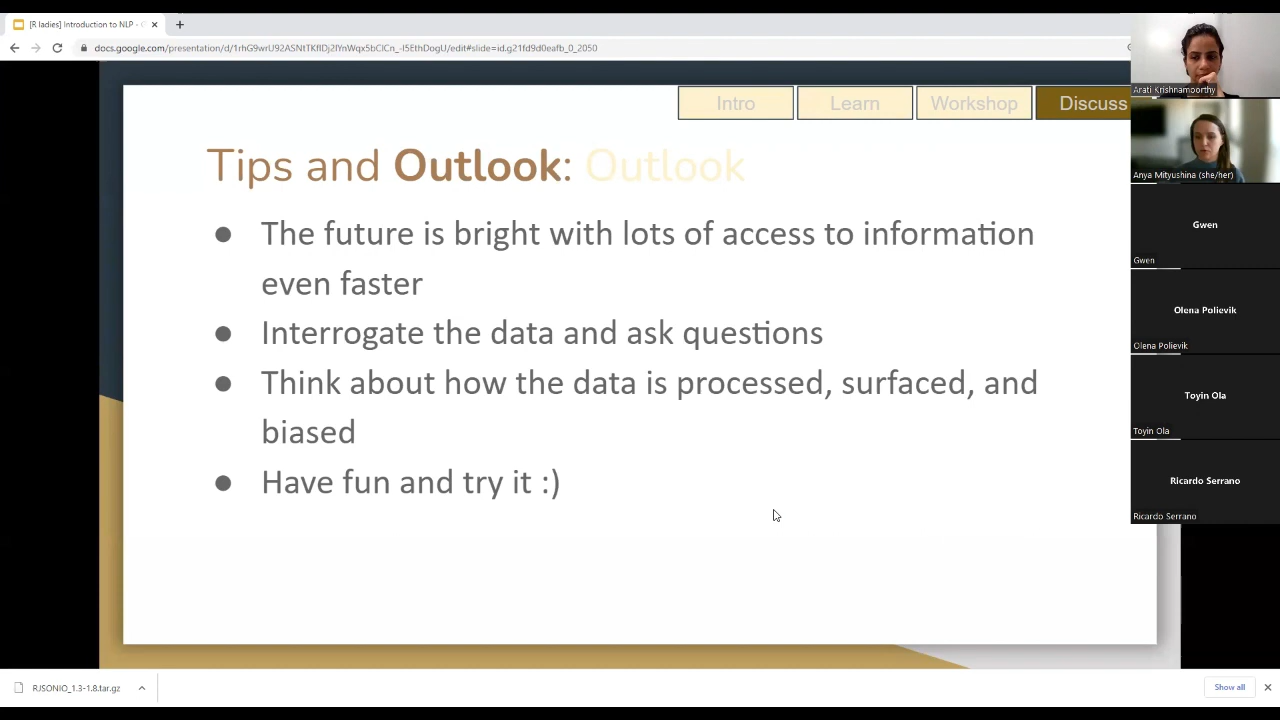 [R ladies] Introduction to NLP - G
docs.google.com/presentation/d/1rhG9wrU92ASNtTKfIDj2IYnWqx5bCICn_-I5EthDogU/edit#slide=id.g21fd9d0eafb_0_2050
Intro
Learn
Workshop
Discuss
Tips and Outlook: Outlook
● The future is bright with lots of access to information
even faster
● Interrogate the data and ask questions
● Think about how the data is processed, surfaced, and
biased
● Have fun and try it :)
Arati Krishnamoorthy
Anya Mityushina (she/her)
Gwen
Gwen
Olena Polievik
Olena Polievik
Toyin Ola
Toyin Ola
Ricardo Serrano
Ricardo Serrano
RJSONIO_1.3-1.8.tar.gz
Show all